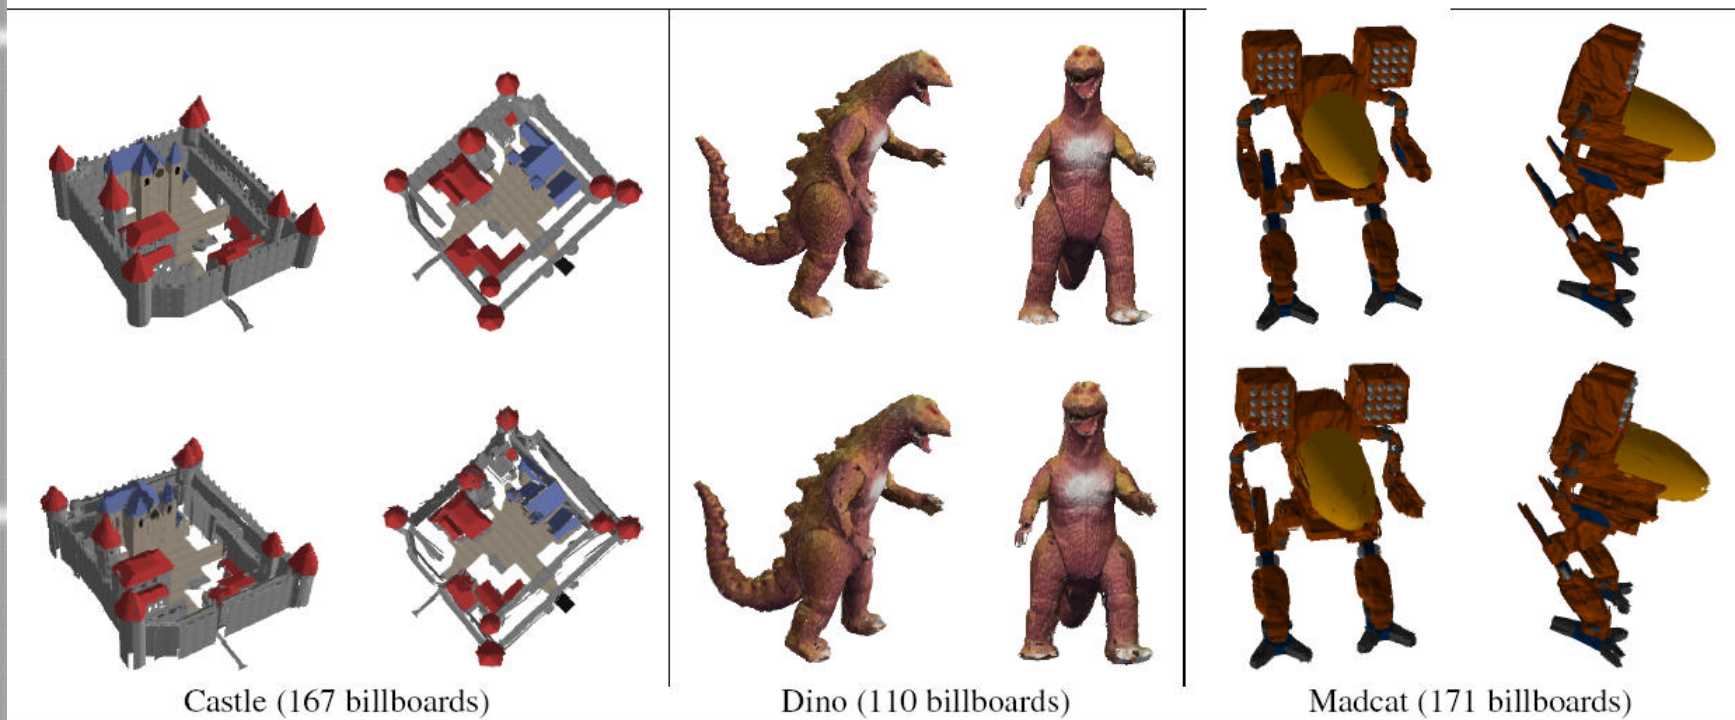 Castle (167 billboards)
Dino (110 billboards)
Madcat (171 billboards)